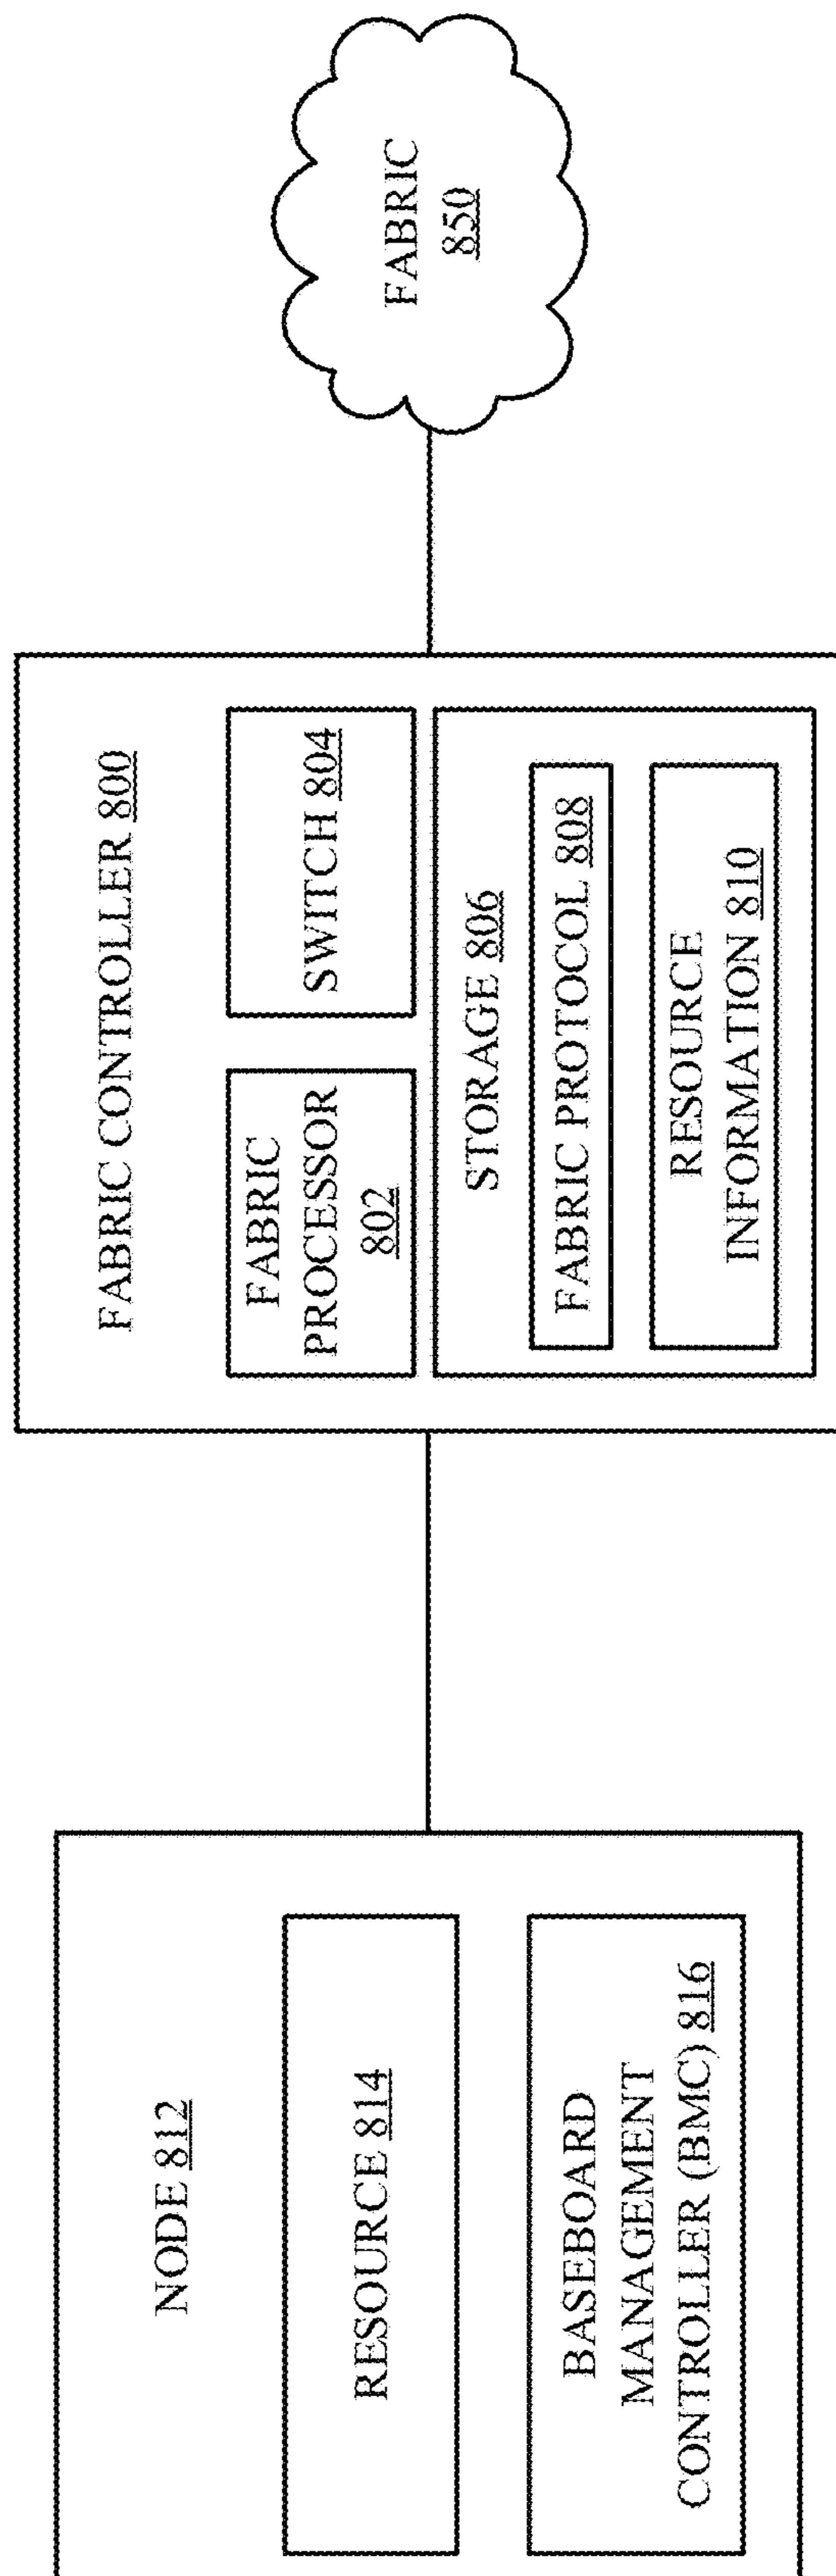 NODE 812
RESOURCE 814
BASEBOARD
MANAGEMENT
CONTROLLER (BMC) 816
FABRIC CONTROLLER 800
FABRIC
PROCESSOR
802
SWITCH 804
STORAGE 806
FABRIC PROTOCOL 808
RESOURCE
INFORMATION 810
FABRIC
850